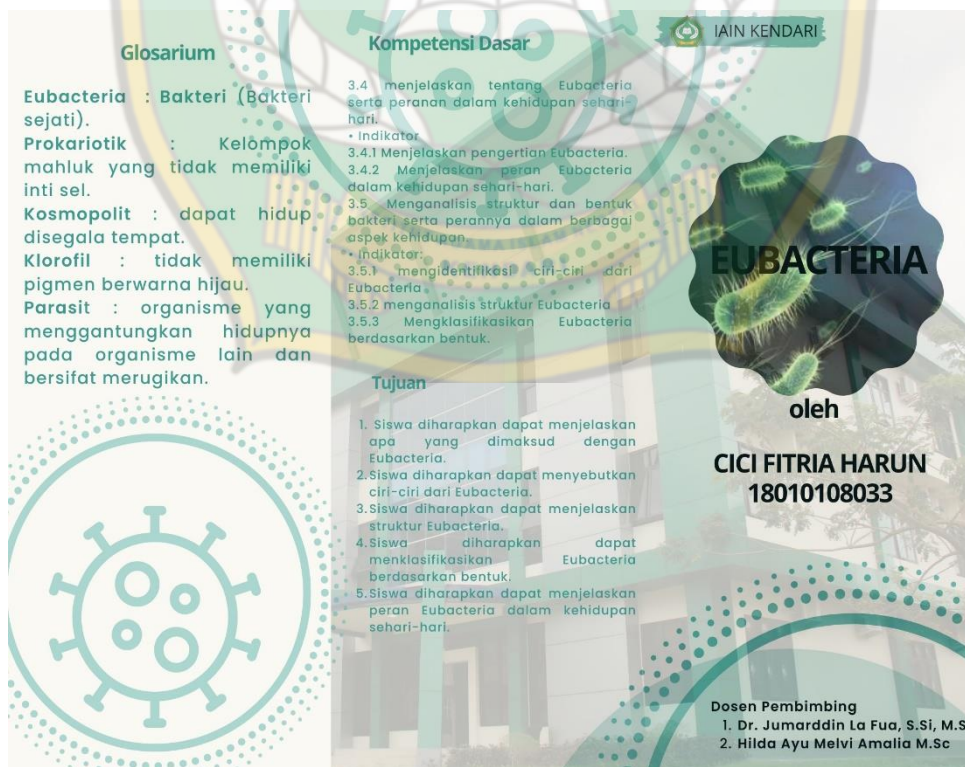 Glosarium
Eubacteria : Bakteri (Bakteri
sejati).
Prokariotik : Kelompok
mahluk yang tidak memiliki
inti sel.
Kosmopolit : dapat hidup
disegala tempat.
Klorofil : tidak memiliki
pigmen berwarna hijau.
Parasit : organisme yang
menggantungkan hidupnya
pada organisme lain dan
bersifat merugikan.
Kompetensi Dasar
3.4 menjelaskan tentang Eubacteria
serta peranan dalam kehidupan sehari-
hari.
• Indikator
3.4.1 Menjelaskan pengertian Eubacteria.
3.4.2 Menjelaskan peran Eubacteria
dalam kehidupan sehari-hari.
3.5 Menganalisis struktur dan bentuk
bakteri serta perannya dalam berbagai
aspek kehidupan.
• Indikator:
3.5.1 mengidentifikasi ciri-ciri dari
Eubacteria
3.5.2 menganalisis struktur Eubacteria
3.5.3 Mengklasifikasikan Eubacteria
berdasarkan bentuk.
Tujuan
1. Siswa diharapkan dapat menjelaskan
apa yang dimaksud dengan
Eubacteria.
2. Siswa diharapkan dapat menyebutkan
ciri-ciri dari Eubacteria.
3. Siswa diharapkan dapat menjelaskan
struktur Eubacteria.
4. Siswa diharapkan dapat
menklasifikasikan Eubacteria
berdasarkan bentuk.
5. Siswa diharapkan dapat menjelaskan
peran Eubacteria dalam kehidupan
sehari-hari.
IAIN KENDARI
EUBACTERIA
oleh
CICI FITRIA HARUN
18010108033
Dosen Pembimbing
1. Dr. Jumarddin La Fua, S.Si, M.S
2. Hilda Ayu Melvi Amalia M.Sc